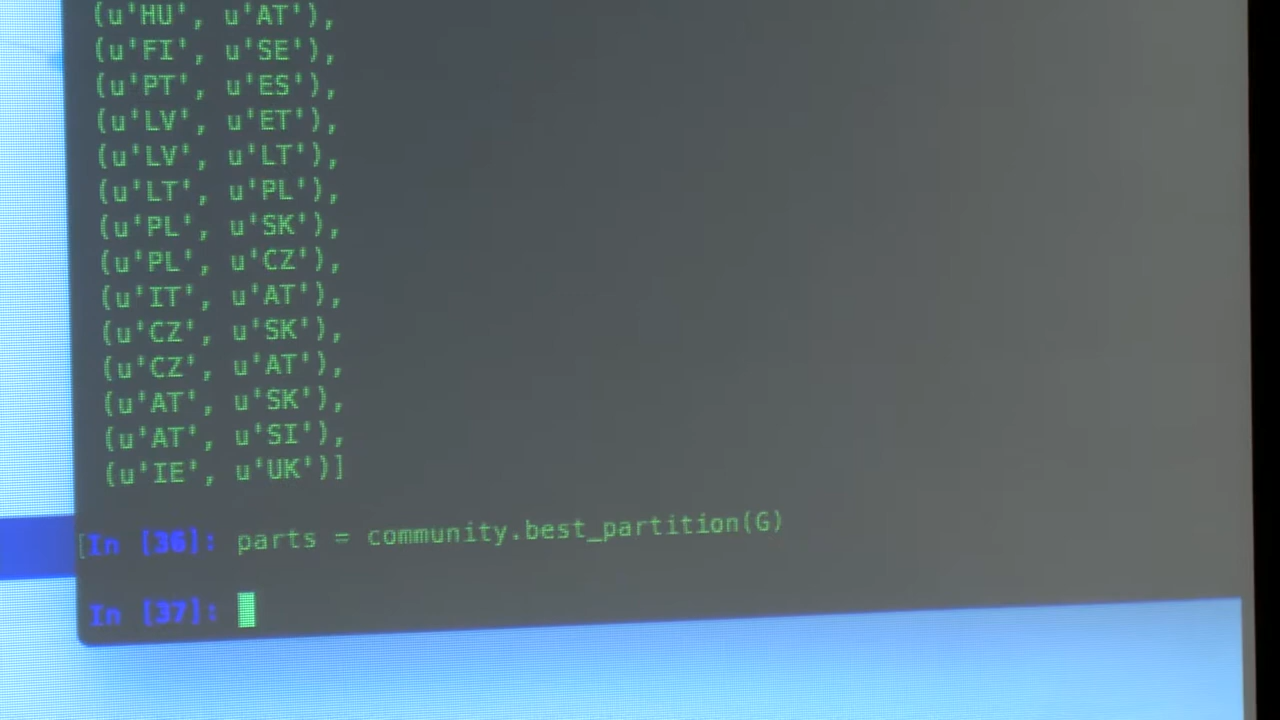 (u'HU', u'AT'),
(u'FI', u'SE'),
(u'PT', u'ES'),
(u'LV', u'ET'),
(u'LV', u'LT'),
(u'LT', u'PL'),
(u'PL', u'SK'),
(u'PL', u'CZ'),
(u'IT', u'AT'),
(u'CZ', u'SK'),
(u'CZ', u'AT'),
(u'AT', u'SK'),
(u'AT', u'SI'),
(u'IE', u'UK')]
[In [36]: parts = community.best_partition(G)
In [37]: